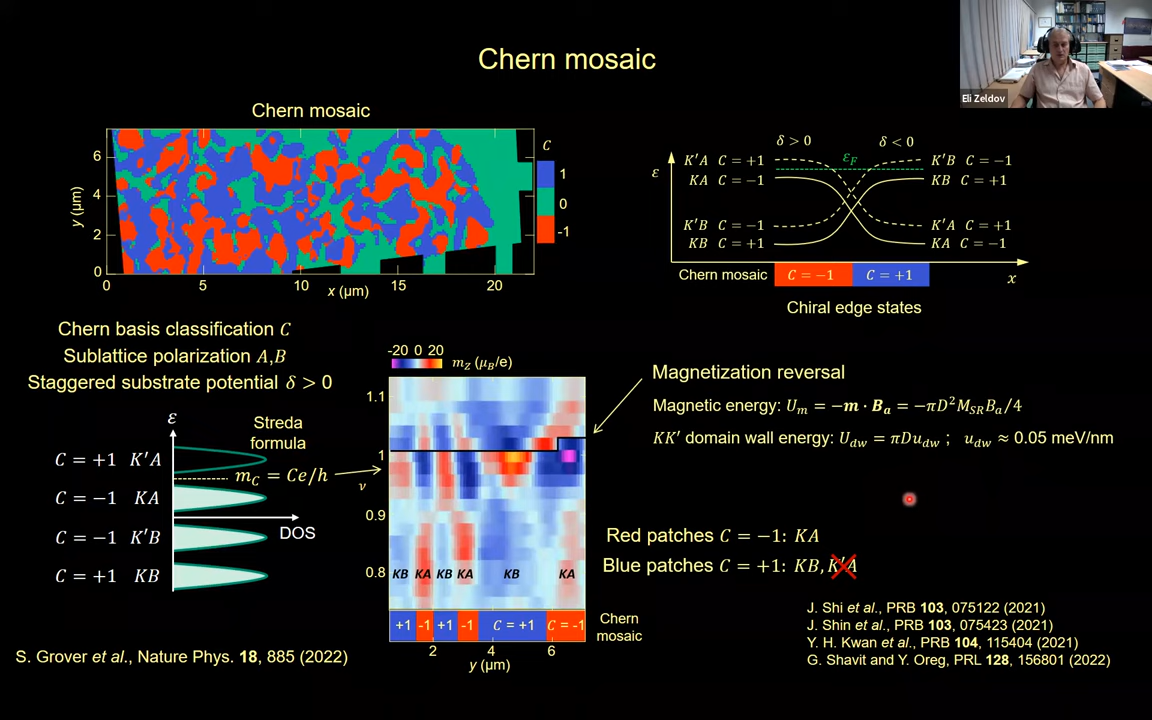 Chern mosaic
Eli Zeldov
Chern mosaic
C
6
4
2
0
y (μm)
1
0
-1
0
5
10
15
20
x (μm)
δ > 0
δ < 0
ε_F
ε
K′A C = +1
KA C = −1
K′B C = −1
KB C = +1
K′B C = −1
KB C = +1
K′A C = +1
KA C = −1
Chern mosaic
C = −1
C = +1
x
Chiral edge states
Chern basis classification C
Sublattice polarization A,B
Staggered substrate potential δ > 0
ε
Streda
formula
C = +1 K′A
m_C = Ce/h
C = −1 KA
DOS
C = −1 K′B
C = +1 KB
-20 0 20
m_Z (μ_B/e)
1.1
1
ν
0.9
0.8
KB KA KB KA KB KA
+1 -1 +1 -1 C = +1 C = -1
Chern
mosaic
2
4
6
y (μm)
Magnetization reversal
Magnetic energy: U_m = −m · B_a = −πD²M_SR B_a/4
KK′ domain wall energy: U_dw = πDu_dw ; u_dw ≈ 0.05 meV/nm
Red patches C = −1: KA
Blue patches C = +1: KB, K′A
J. Shi et al., PRB 103, 075122 (2021)
J. Shin et al., PRB 103, 075423 (2021)
Y. H. Kwan et al., PRB 104, 115404 (2021)
G. Shavit and Y. Oreg, PRL 128, 156801 (2022)
S. Grover et al., Nature Phys. 18, 885 (2022)